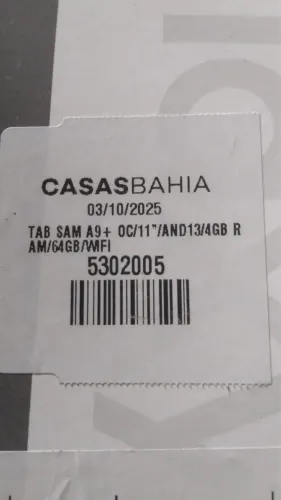 CASASBAHIA
03/10/2025
TAB SAM A9+ OC/11"/AND13/4GB R
AM/64GB/WIFI
5302005